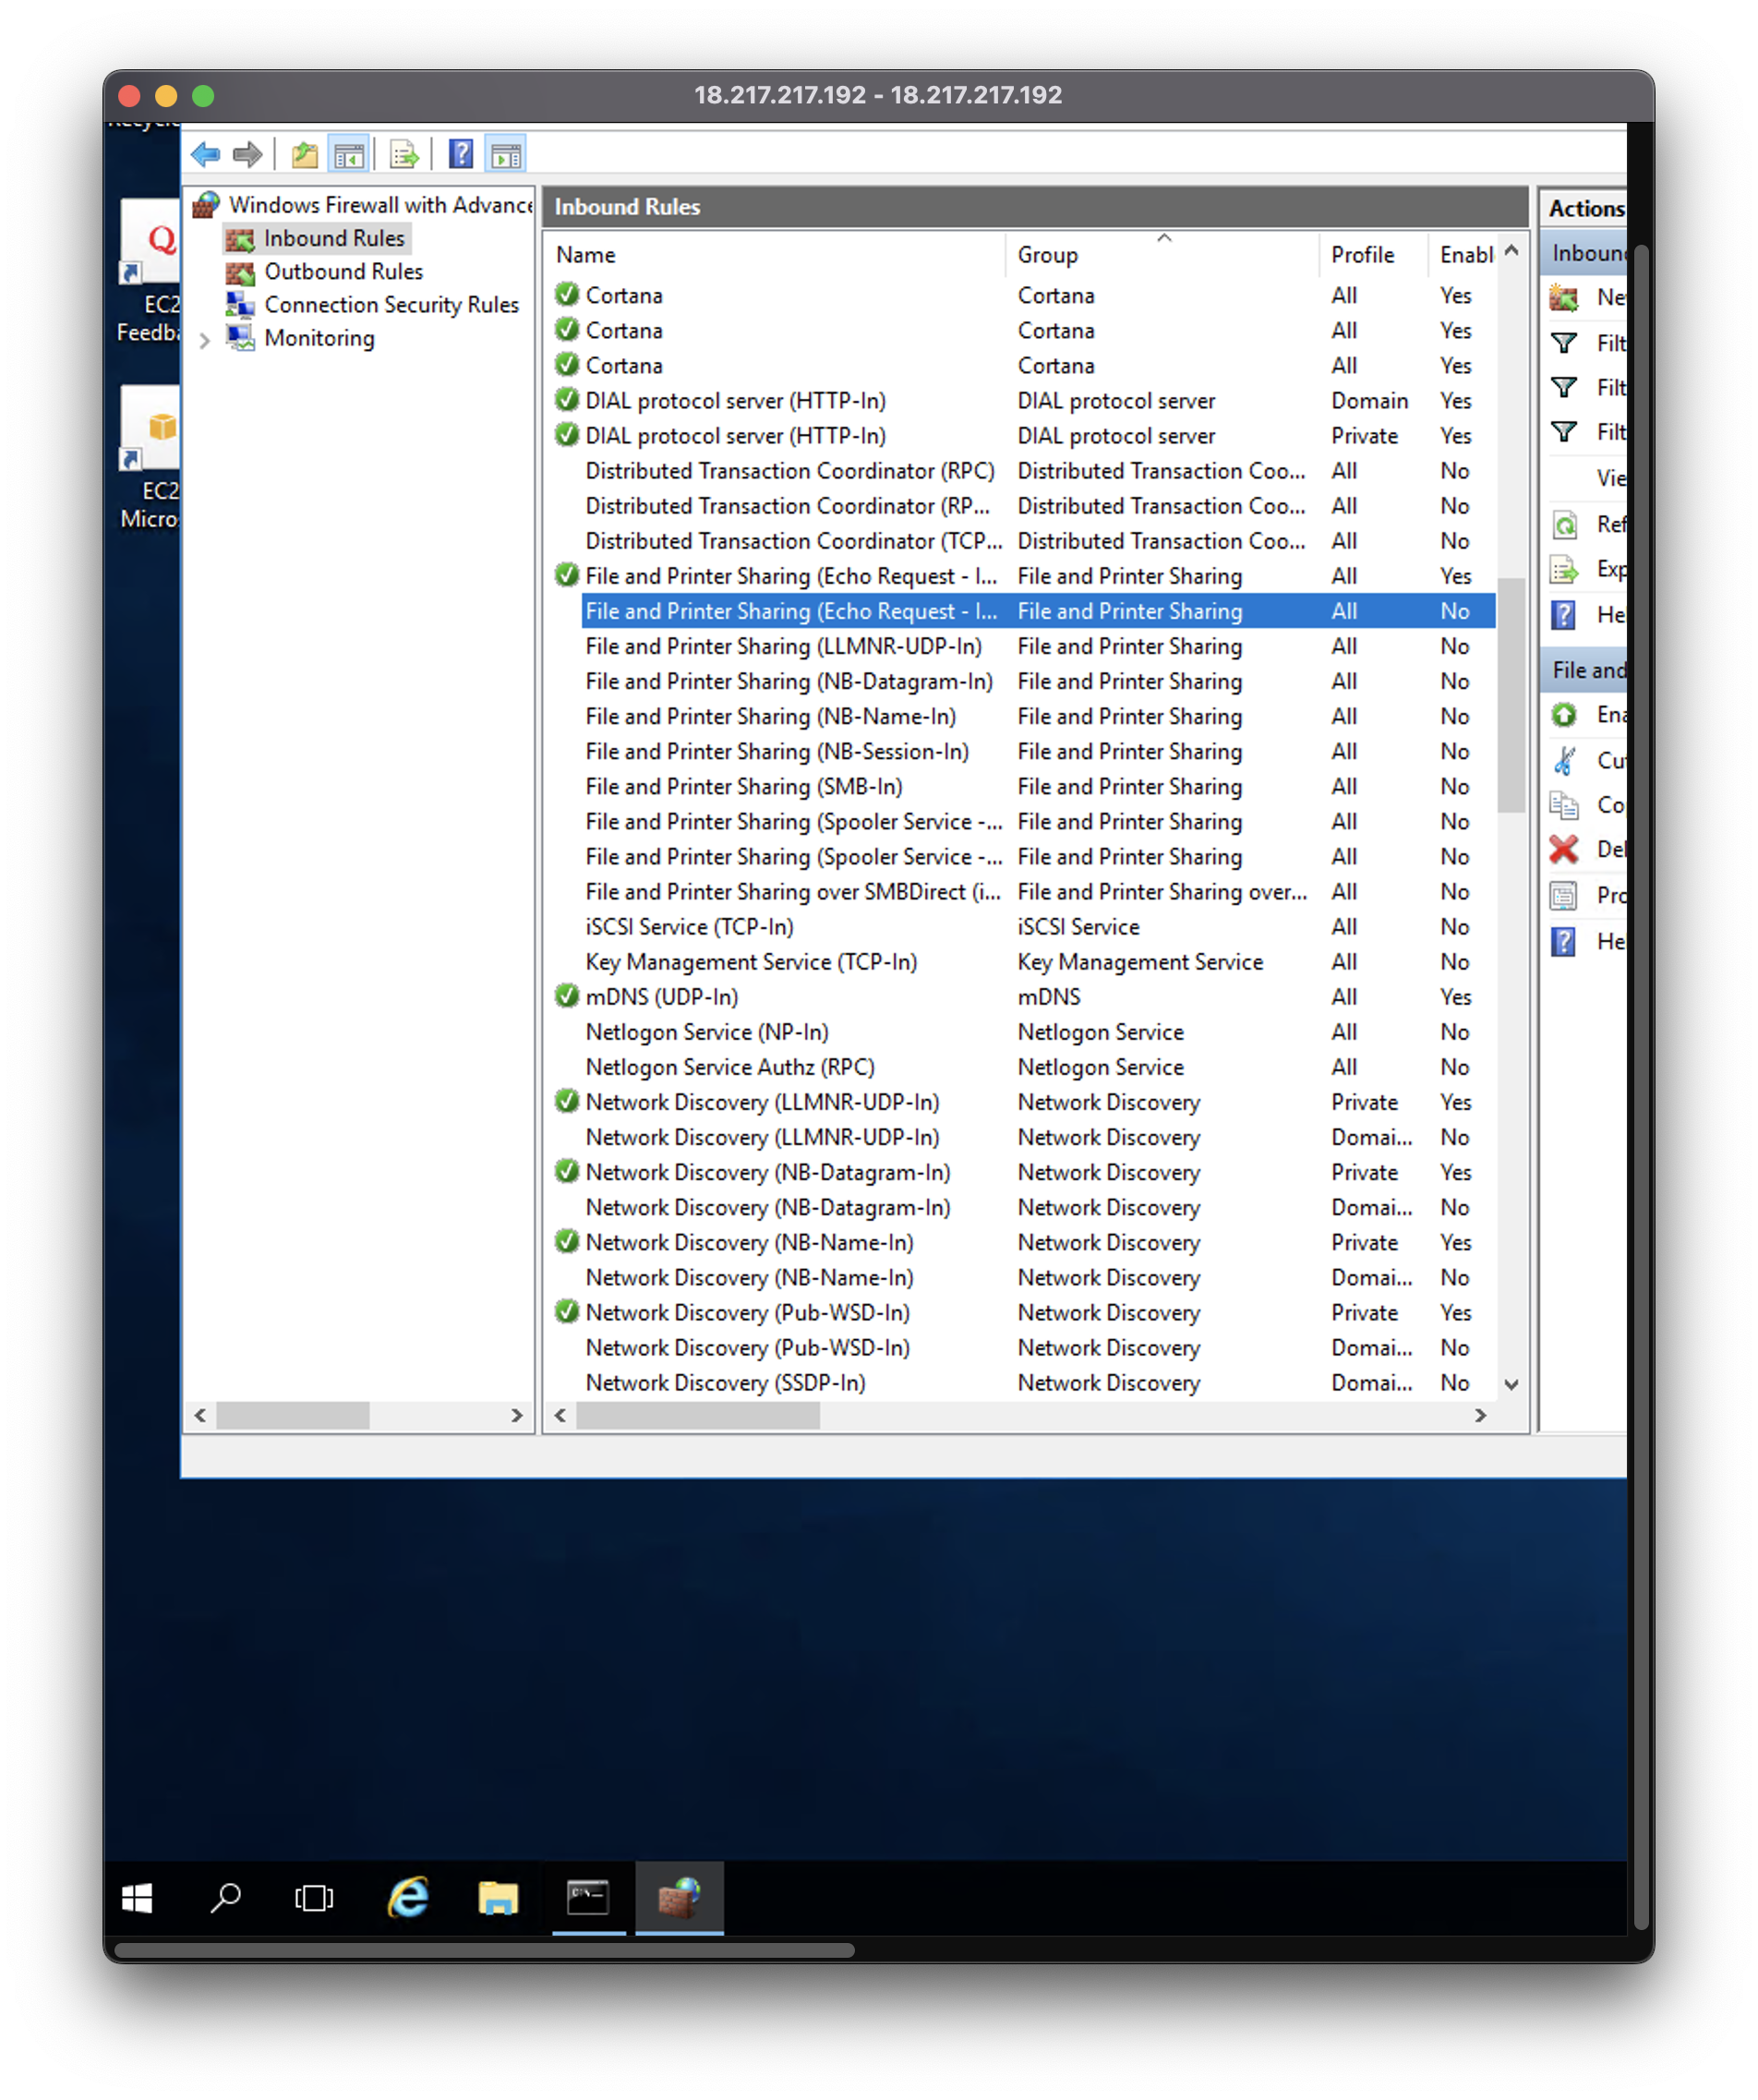 18.217.217.192 - 18.217.217.192
EC2
Feedba
EC2
Micros
Windows Firewall with Advance
Inbound Rules
Outbound Rules
Connection Security Rules
Monitoring
Inbound Rules
Name Group Profile Enabl
Cortana Cortana All Yes
Cortana Cortana All Yes
Cortana Cortana All Yes
DIAL protocol server (HTTP-In) DIAL protocol server Domain Yes
DIAL protocol server (HTTP-In) DIAL protocol server Private Yes
Distributed Transaction Coordinator (RPC) Distributed Transaction Coo... All No
Distributed Transaction Coordinator (RP... Distributed Transaction Coo... All No
Distributed Transaction Coordinator (TCP... Distributed Transaction Coo... All No
File and Printer Sharing (Echo Request - I... File and Printer Sharing All Yes
File and Printer Sharing (Echo Request - I... File and Printer Sharing All No
File and Printer Sharing (LLMNR-UDP-In) File and Printer Sharing All No
File and Printer Sharing (NB-Datagram-In) File and Printer Sharing All No
File and Printer Sharing (NB-Name-In) File and Printer Sharing All No
File and Printer Sharing (NB-Session-In) File and Printer Sharing All No
File and Printer Sharing (SMB-In) File and Printer Sharing All No
File and Printer Sharing (Spooler Service -... File and Printer Sharing All No
File and Printer Sharing (Spooler Service -... File and Printer Sharing All No
File and Printer Sharing over SMBDirect (i... File and Printer Sharing over... All No
iSCSI Service (TCP-In) iSCSI Service All No
Key Management Service (TCP-In) Key Management Service All No
mDNS (UDP-In) mDNS All Yes
Netlogon Service (NP-In) Netlogon Service All No
Netlogon Service Authz (RPC) Netlogon Service All No
Network Discovery (LLMNR-UDP-In) Network Discovery Private Yes
Network Discovery (LLMNR-UDP-In) Network Discovery Domai... No
Network Discovery (NB-Datagram-In) Network Discovery Private Yes
Network Discovery (NB-Datagram-In) Network Discovery Domai... No
Network Discovery (NB-Name-In) Network Discovery Private Yes
Network Discovery (NB-Name-In) Network Discovery Domai... No
Network Discovery (Pub-WSD-In) Network Discovery Private Yes
Network Discovery (Pub-WSD-In) Network Discovery Domai... No
Network Discovery (SSDP-In) Network Discovery Domai... No
Actions
Inboun
Ne
Filt
Filt
Filt
Vie
Ref
Exp
Hel
File and
Ena
Cut
Co
Del
Pro
Hel